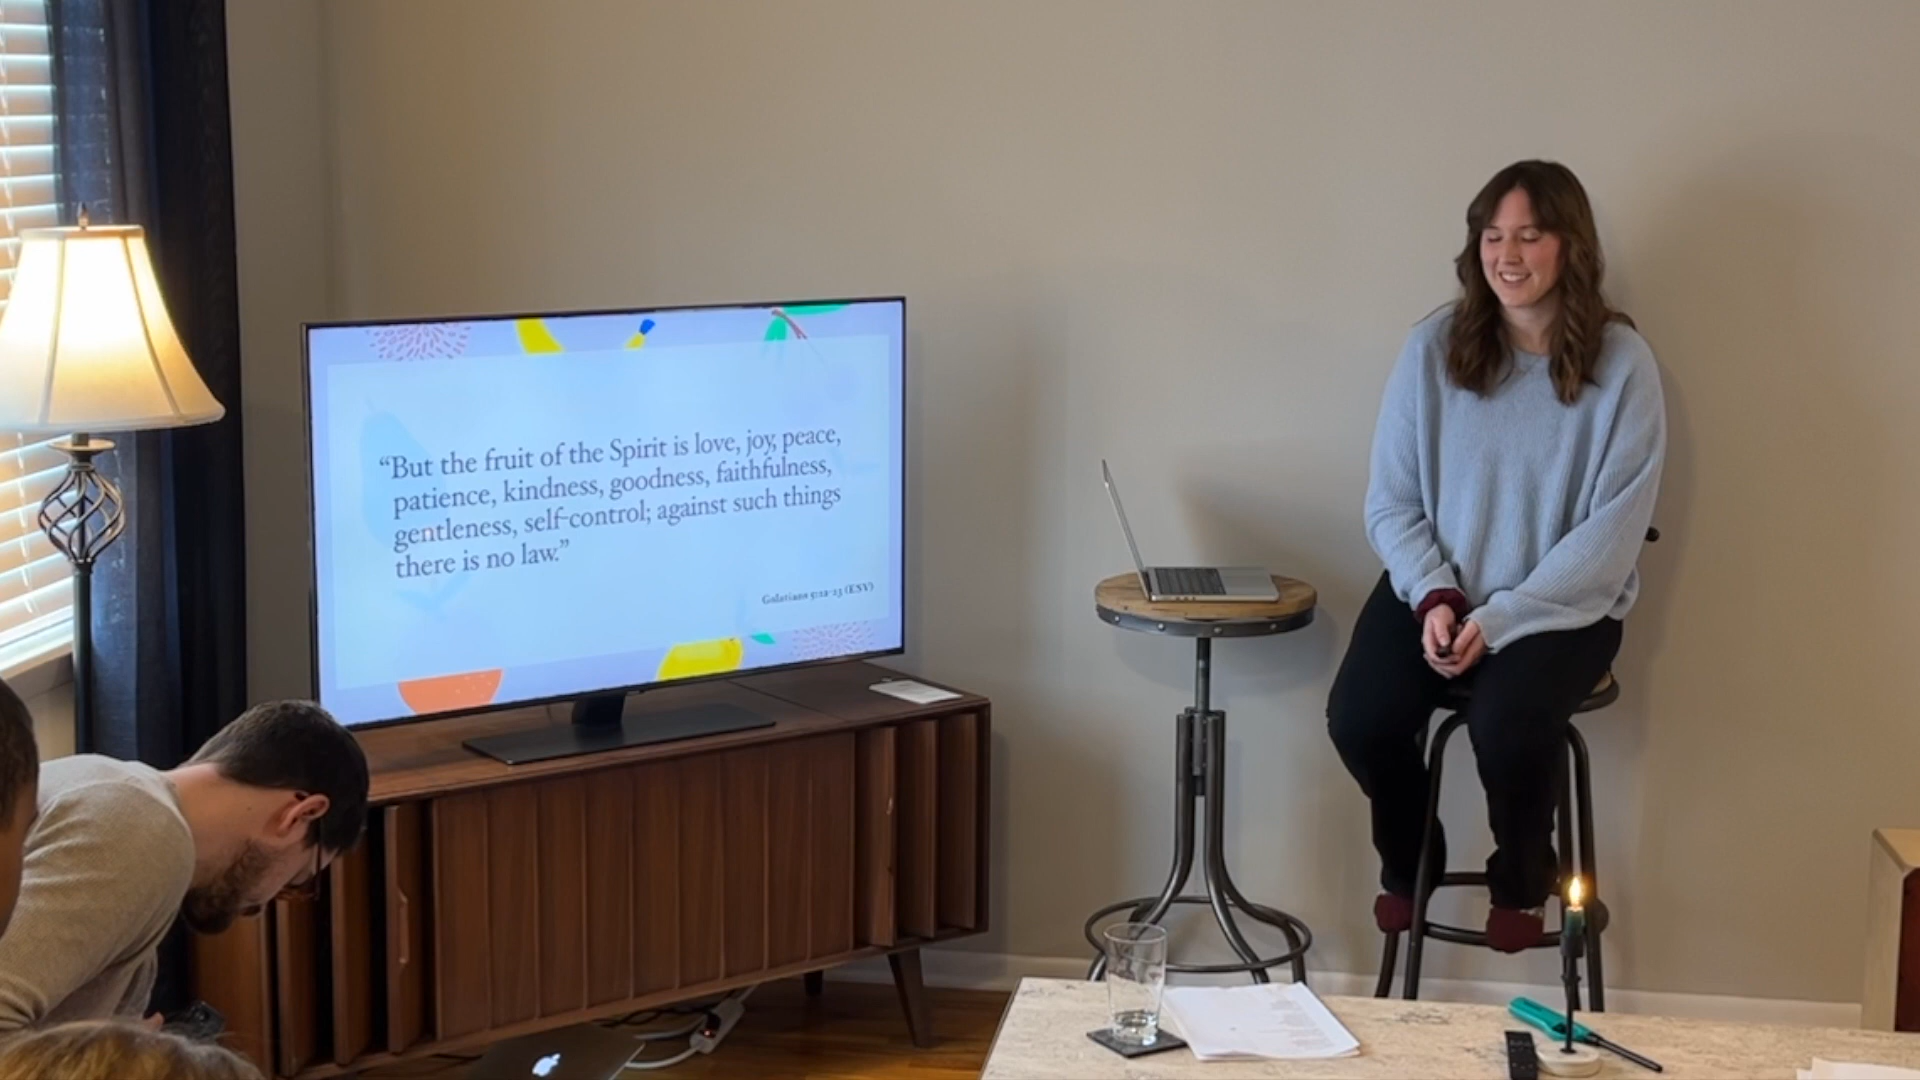 “But the fruit of the Spirit is love, joy, peace,
patience, kindness, goodness, faithfulness,
gentleness, self-control; against such things
there is no law.”
Galatians 5:22-23 (ESV)